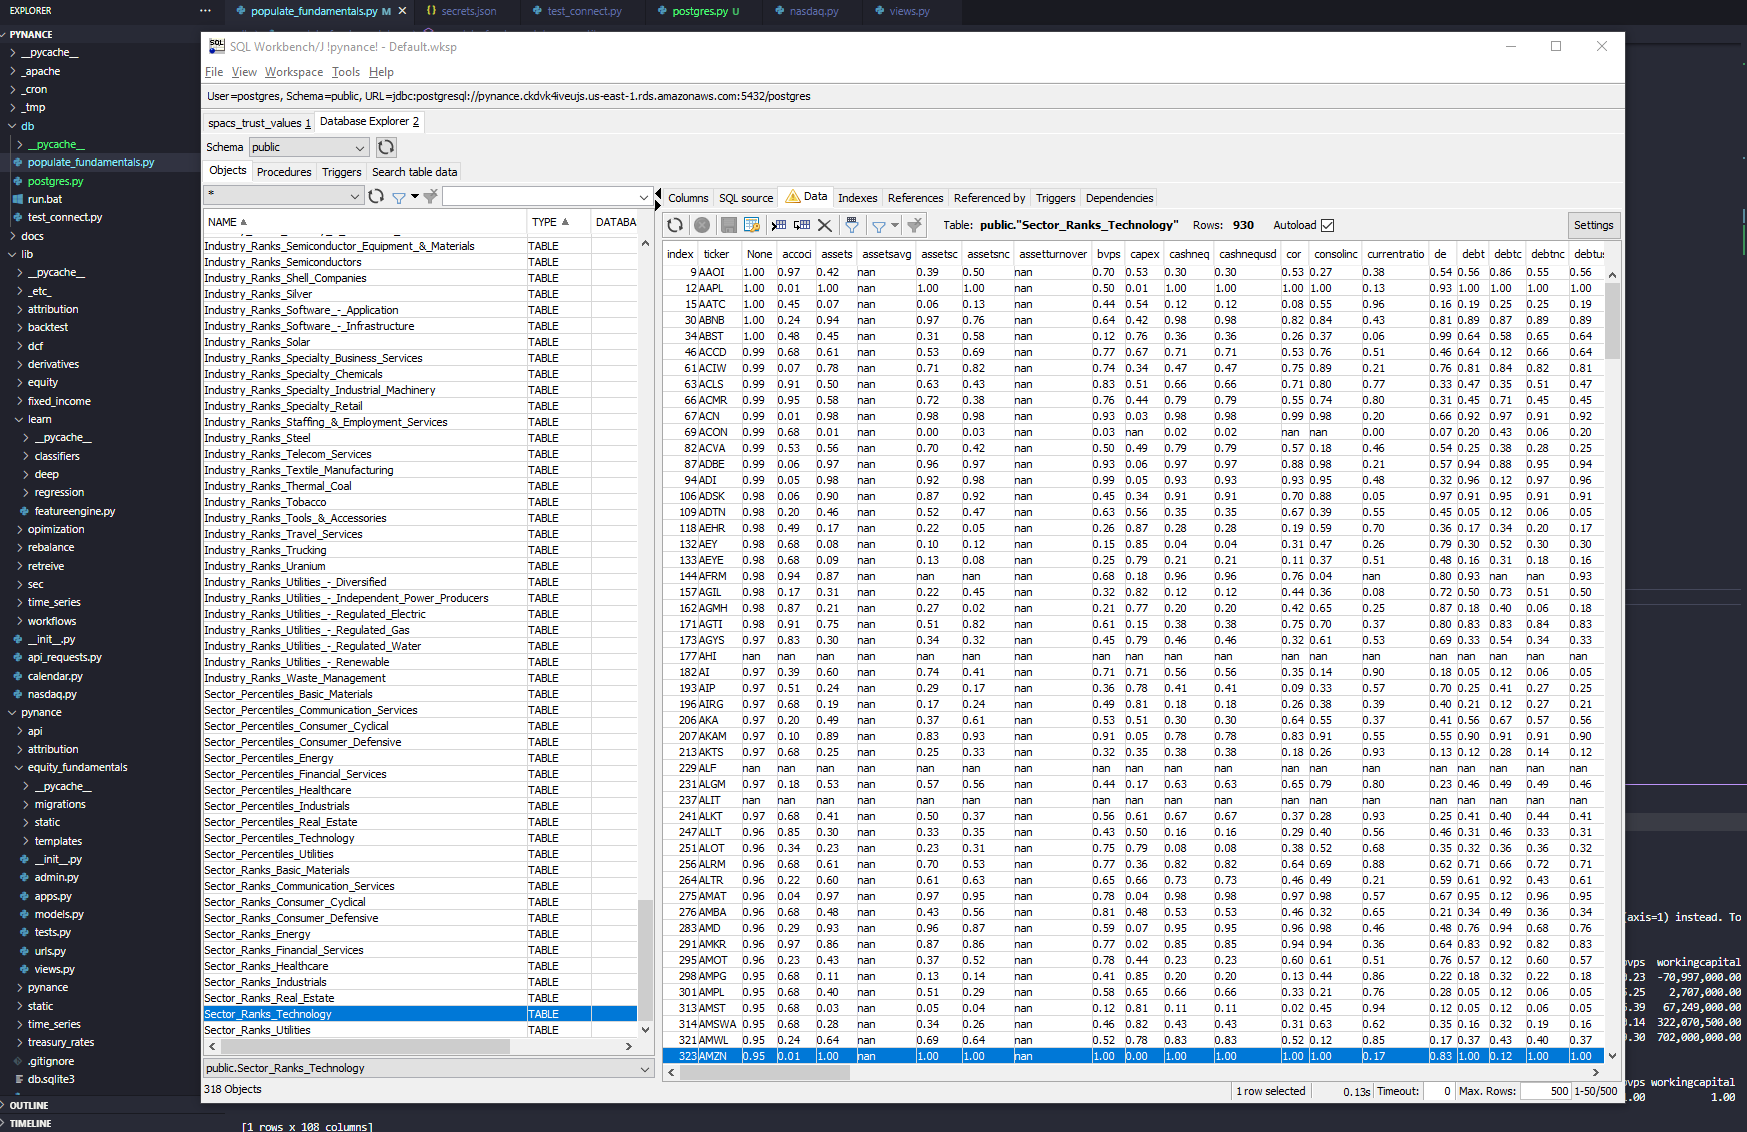 EXPLORER
populate_fundamentals.py M
secrets.json
test_connect.py
postgres.py U
nasdaq.py
views.py
PYNANCE
__pycache__
_apache
_cron
_tmp
db
__pycache__
populate_fundamentals.py
postgres.py
run.bat
test_connect.py
docs
lib
__pycache__
_etc_
attribution
backtest
dcf
derivatives
equity
fixed_income
learn
__pycache__
classifiers
deep
regression
featureengine.py
opimization
rebalance
retreive
sec
time_series
workflows
__init__.py
api_requests.py
calendar.py
nasdaq.py
pynance
api
attribution
equity_fundamentals
__pycache__
migrations
static
templates
__init__.py
admin.py
apps.py
models.py
tests.py
urls.py
views.py
pynance
static
time_series
treasury_rates
.gitignore
db.sqlite3
OUTLINE
TIMELINE
SQL Workbench/J !pynance! - Default.wksp
File View Workspace Tools Help
User=postgres, Schema=public, URL=jdbc:postgresql://pynance.ckdvk4iveujs.us-east-1.rds.amazonaws.com:5432/postgres
spacs_trust_values 1 Database Explorer 2
Schema public
Objects Procedures Triggers Search table data
*
NAME TYPE DATABA
Industry_Ranks_Semiconductor_Equipment_&_Materials TABLE
Industry_Ranks_Semiconductors TABLE
Industry_Ranks_Shell_Companies TABLE
Industry_Ranks_Silver TABLE
Industry_Ranks_Software_-_Application TABLE
Industry_Ranks_Software_-_Infrastructure TABLE
Industry_Ranks_Solar TABLE
Industry_Ranks_Specialty_Business_Services TABLE
Industry_Ranks_Specialty_Chemicals TABLE
Industry_Ranks_Specialty_Industrial_Machinery TABLE
Industry_Ranks_Specialty_Retail TABLE
Industry_Ranks_Staffing_&_Employment_Services TABLE
Industry_Ranks_Steel TABLE
Industry_Ranks_Telecom_Services TABLE
Industry_Ranks_Textile_Manufacturing TABLE
Industry_Ranks_Thermal_Coal TABLE
Industry_Ranks_Tobacco TABLE
Industry_Ranks_Tools_&_Accessories TABLE
Industry_Ranks_Travel_Services TABLE
Industry_Ranks_Trucking TABLE
Industry_Ranks_Uranium TABLE
Industry_Ranks_Utilities_-_Diversified TABLE
Industry_Ranks_Utilities_-_Independent_Power_Producers TABLE
Industry_Ranks_Utilities_-_Regulated_Electric TABLE
Industry_Ranks_Utilities_-_Regulated_Gas TABLE
Industry_Ranks_Utilities_-_Regulated_Water TABLE
Industry_Ranks_Utilities_-_Renewable TABLE
Industry_Ranks_Waste_Management TABLE
Sector_Percentiles_Basic_Materials TABLE
Sector_Percentiles_Communication_Services TABLE
Sector_Percentiles_Consumer_Cyclical TABLE
Sector_Percentiles_Consumer_Defensive TABLE
Sector_Percentiles_Energy TABLE
Sector_Percentiles_Financial_Services TABLE
Sector_Percentiles_Healthcare TABLE
Sector_Percentiles_Industrials TABLE
Sector_Percentiles_Real_Estate TABLE
Sector_Percentiles_Technology TABLE
Sector_Percentiles_Utilities TABLE
Sector_Ranks_Basic_Materials TABLE
Sector_Ranks_Communication_Services TABLE
Sector_Ranks_Consumer_Cyclical TABLE
Sector_Ranks_Consumer_Defensive TABLE
Sector_Ranks_Energy TABLE
Sector_Ranks_Financial_Services TABLE
Sector_Ranks_Healthcare TABLE
Sector_Ranks_Industrials TABLE
Sector_Ranks_Real_Estate TABLE
Sector_Ranks_Technology TABLE
Sector_Ranks_Utilities TABLE
public.Sector_Ranks_Technology
318 Objects
Columns SQL source Data Indexes References Referenced by Triggers Dependencies
Table: public."Sector_Ranks_Technology" Rows: 930 Autoload Settings
index ticker None accoci assets assetsavg assetsc assetsnc assetturnover bvps capex cashneq cashnequsd cor consolinc currentratio de debt debtc debtnc debtus
9 AAOI 1.00 0.97 0.42 nan 0.39 0.50 nan 0.70 0.53 0.30 0.30 0.53 0.27 0.38 0.54 0.56 0.86 0.55 0.56
12 AAPL 1.00 0.01 1.00 nan 1.00 1.00 nan 0.50 0.01 1.00 1.00 1.00 1.00 0.13 0.93 1.00 1.00 1.00 1.00
15 AATC 1.00 0.45 0.07 nan 0.06 0.13 nan 0.44 0.54 0.12 0.12 0.08 0.55 0.96 0.16 0.19 0.25 0.25 0.19
30 ABNB 1.00 0.24 0.94 nan 0.97 0.76 nan 0.64 0.42 0.98 0.98 0.82 0.84 0.43 0.81 0.89 0.87 0.89 0.89
34 ABST 1.00 0.48 0.45 nan 0.31 0.58 nan 0.12 0.76 0.36 0.36 0.26 0.37 0.06 0.99 0.64 0.58 0.65 0.64
46 ACCD 0.99 0.68 0.61 nan 0.53 0.69 nan 0.77 0.67 0.71 0.71 0.53 0.76 0.51 0.46 0.64 0.12 0.66 0.64
61 ACIW 0.99 0.07 0.78 nan 0.71 0.82 nan 0.74 0.34 0.47 0.47 0.75 0.89 0.21 0.76 0.81 0.84 0.82 0.81
63 ACLS 0.99 0.91 0.50 nan 0.63 0.43 nan 0.83 0.51 0.66 0.66 0.71 0.80 0.77 0.33 0.47 0.35 0.51 0.47
66 ACMR 0.99 0.95 0.58 nan 0.72 0.38 nan 0.76 0.44 0.79 0.79 0.55 0.74 0.80 0.31 0.45 0.71 0.45 0.45
67 ACN 0.99 0.01 0.98 nan 0.98 0.98 nan 0.93 0.03 0.98 0.98 0.99 0.98 0.20 0.66 0.92 0.97 0.91 0.92
69 ACON 0.99 0.68 0.01 nan 0.00 0.03 nan 0.03 nan 0.02 0.02 nan nan 0.00 0.07 0.20 0.43 0.06 0.20
82 ACVA 0.99 0.53 0.56 nan 0.70 0.42 nan 0.50 0.49 0.79 0.79 0.57 0.18 0.46 0.54 0.25 0.38 0.28 0.25
87 ADBE 0.99 0.06 0.97 nan 0.96 0.97 nan 0.93 0.06 0.97 0.97 0.88 0.98 0.21 0.57 0.94 0.88 0.95 0.94
94 ADI 0.99 0.05 0.98 nan 0.92 0.98 nan 0.99 0.05 0.93 0.93 0.93 0.95 0.48 0.32 0.96 0.12 0.97 0.96
106 ADSK 0.98 0.06 0.90 nan 0.87 0.92 nan 0.45 0.34 0.91 0.91 0.70 0.88 0.05 0.97 0.91 0.95 0.91 0.91
109 ADTN 0.98 0.20 0.46 nan 0.52 0.47 nan 0.63 0.56 0.35 0.35 0.67 0.39 0.55 0.45 0.05 0.12 0.06 0.05
118 AEHR 0.98 0.49 0.17 nan 0.22 0.05 nan 0.26 0.87 0.28 0.28 0.19 0.59 0.70 0.36 0.17 0.34 0.20 0.17
132 AEY 0.98 0.68 0.08 nan 0.10 0.12 nan 0.15 0.85 0.04 0.04 0.31 0.47 0.26 0.79 0.30 0.52 0.30 0.30
133 AEYE 0.98 0.68 0.09 nan 0.13 0.08 nan 0.25 0.79 0.21 0.21 0.11 0.37 0.51 0.48 0.16 0.31 0.18 0.16
144 AFRM 0.98 0.94 0.87 nan nan nan nan 0.68 0.18 0.96 0.96 0.76 0.04 nan 0.80 0.93 nan nan 0.93
157 AGIL 0.98 0.17 0.31 nan 0.22 0.45 nan 0.32 0.82 0.12 0.12 0.44 0.36 0.08 0.72 0.50 0.73 0.51 0.50
162 AGMH 0.98 0.87 0.21 nan 0.27 0.02 nan 0.21 0.77 0.20 0.20 0.42 0.65 0.25 0.87 0.18 0.40 0.06 0.18
171 AGTI 0.98 0.91 0.75 nan 0.51 0.82 nan 0.61 0.15 0.38 0.38 0.75 0.70 0.37 0.80 0.83 0.83 0.84 0.83
173 AGYS 0.97 0.83 0.30 nan 0.34 0.32 nan 0.45 0.79 0.46 0.46 0.32 0.61 0.53 0.69 0.33 0.54 0.34 0.33
177 AHI nan nan nan nan nan nan nan nan nan nan nan nan nan nan nan nan nan nan nan
182 AI 0.97 0.39 0.60 nan 0.74 0.41 nan 0.71 0.71 0.56 0.56 0.35 0.14 0.90 0.18 0.05 0.12 0.06 0.05
193 AIP 0.97 0.51 0.24 nan 0.29 0.17 nan 0.36 0.78 0.41 0.41 0.09 0.33 0.57 0.70 0.25 0.41 0.27 0.25
196 AIRG 0.97 0.68 0.19 nan 0.17 0.24 nan 0.49 0.81 0.18 0.18 0.26 0.38 0.39 0.40 0.21 0.12 0.27 0.21
206 AKA 0.97 0.20 0.49 nan 0.37 0.61 nan 0.53 0.51 0.30 0.30 0.64 0.55 0.37 0.41 0.56 0.67 0.57 0.56
207 AKAM 0.97 0.10 0.89 nan 0.83 0.93 nan 0.91 0.05 0.78 0.78 0.83 0.91 0.55 0.55 0.90 0.91 0.91 0.90
213 AKTS 0.97 0.68 0.25 nan 0.25 0.33 nan 0.32 0.35 0.38 0.38 0.18 0.26 0.93 0.13 0.12 0.28 0.14 0.12
229 ALF nan nan nan nan nan nan nan nan nan nan nan nan nan nan nan nan nan nan nan
231 ALGM 0.97 0.18 0.53 nan 0.57 0.56 nan 0.44 0.17 0.63 0.63 0.65 0.79 0.80 0.23 0.46 0.49 0.49 0.46
237 ALIT nan nan nan nan nan nan nan nan nan nan nan nan nan nan nan nan nan nan nan
241 ALKT 0.97 0.68 0.41 nan 0.50 0.37 nan 0.56 0.61 0.67 0.67 0.37 0.28 0.93 0.25 0.41 0.40 0.44 0.41
247 ALLT 0.96 0.85 0.30 nan 0.33 0.35 nan 0.43 0.50 0.16 0.16 0.29 0.40 0.56 0.46 0.31 0.46 0.33 0.31
251 ALOT 0.96 0.34 0.23 nan 0.23 0.31 nan 0.75 0.79 0.08 0.08 0.38 0.52 0.68 0.35 0.32 0.36 0.36 0.32
256 ALRM 0.96 0.68 0.61 nan 0.70 0.53 nan 0.77 0.36 0.82 0.82 0.64 0.69 0.88 0.62 0.71 0.66 0.72 0.71
264 ALTR 0.96 0.22 0.60 nan 0.61 0.63 nan 0.65 0.66 0.73 0.73 0.46 0.49 0.21 0.59 0.61 0.92 0.43 0.61
275 AMAT 0.96 0.04 0.97 nan 0.97 0.95 nan 0.78 0.04 0.98 0.98 0.97 0.98 0.57 0.67 0.95 0.12 0.96 0.95
276 AMBA 0.96 0.68 0.48 nan 0.43 0.56 nan 0.81 0.48 0.53 0.53 0.46 0.32 0.65 0.21 0.34 0.49 0.36 0.34
283 AMD 0.96 0.29 0.93 nan 0.96 0.87 nan 0.59 0.07 0.95 0.95 0.96 0.98 0.46 0.48 0.76 0.94 0.68 0.76
291 AMKR 0.96 0.97 0.86 nan 0.87 0.86 nan 0.77 0.02 0.85 0.85 0.94 0.94 0.36 0.64 0.83 0.92 0.82 0.83
295 AMOT 0.96 0.23 0.43 nan 0.37 0.52 nan 0.78 0.44 0.23 0.23 0.60 0.61 0.51 0.76 0.57 0.12 0.60 0.57
298 AMPG 0.95 0.68 0.11 nan 0.13 0.14 nan 0.41 0.85 0.20 0.20 0.13 0.44 0.86 0.22 0.18 0.32 0.22 0.18
301 AMPL 0.95 0.68 0.40 nan 0.51 0.29 nan 0.58 0.65 0.66 0.66 0.33 0.21 0.76 0.28 0.05 0.12 0.06 0.05
313 AMST 0.95 0.68 0.03 nan 0.05 0.04 nan 0.12 0.81 0.11 0.11 0.02 0.45 0.94 0.07 0.05 0.12 0.06 0.05
314 AMSWA 0.95 0.68 0.28 nan 0.34 0.26 nan 0.46 0.82 0.43 0.43 0.31 0.63 0.62 0.35 0.16 0.32 0.19 0.16
321 AMWL 0.95 0.24 0.64 nan 0.69 0.64 nan 0.52 0.78 0.83 0.83 0.52 0.12 0.85 0.17 0.37 0.43 0.40 0.37
323 AMZN 0.95 0.01 1.00 nan 1.00 1.00 nan 1.00 0.00 1.00 1.00 1.00 1.00 0.17 0.83 1.00 0.12 1.00 1.00
1 row selected 0.13s Timeout: 0 Max. Rows: 500 1-50/500
(axis=1) instead. To
workingcapital
0.23 -70,997,000.00
2,707,000.00
67,249,000.00
0.14 322,070,500.00
.30 702,000,000.00
bvps workingcapital
1.00 1.00
[1 rows x 108 columns]